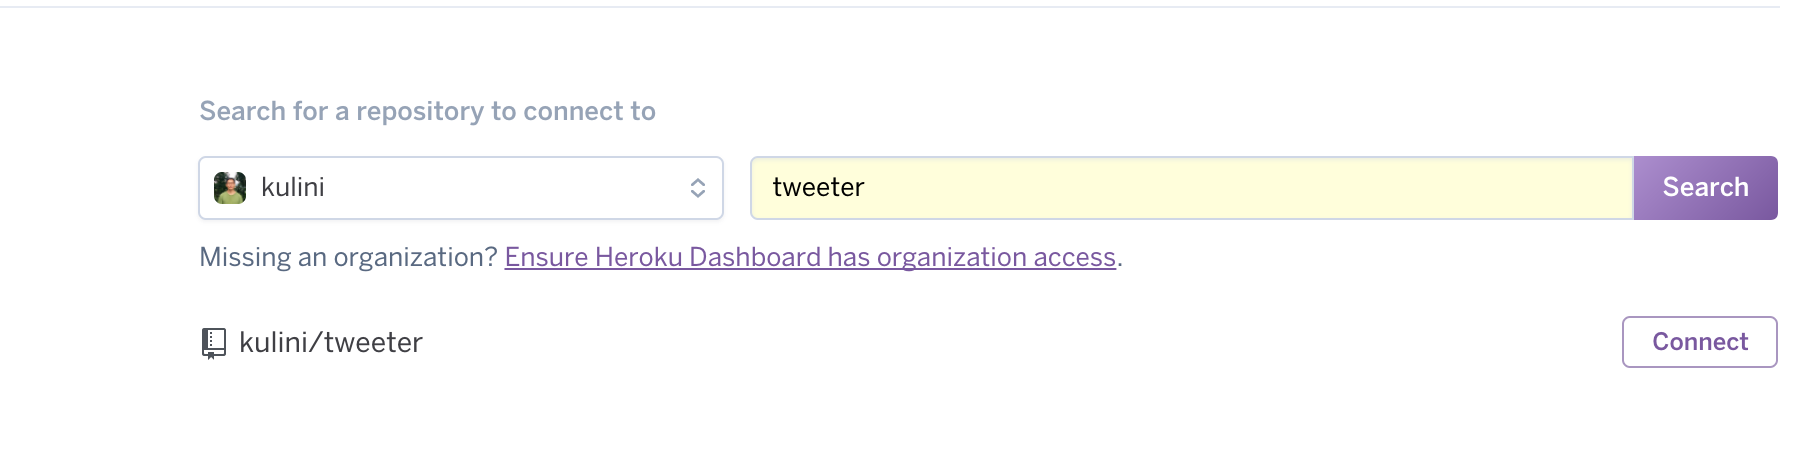 Search for a repository to connect to
kulini
tweeter
Search
Missing an organization? Ensure Heroku Dashboard has organization access.
kulini/tweeter
Connect